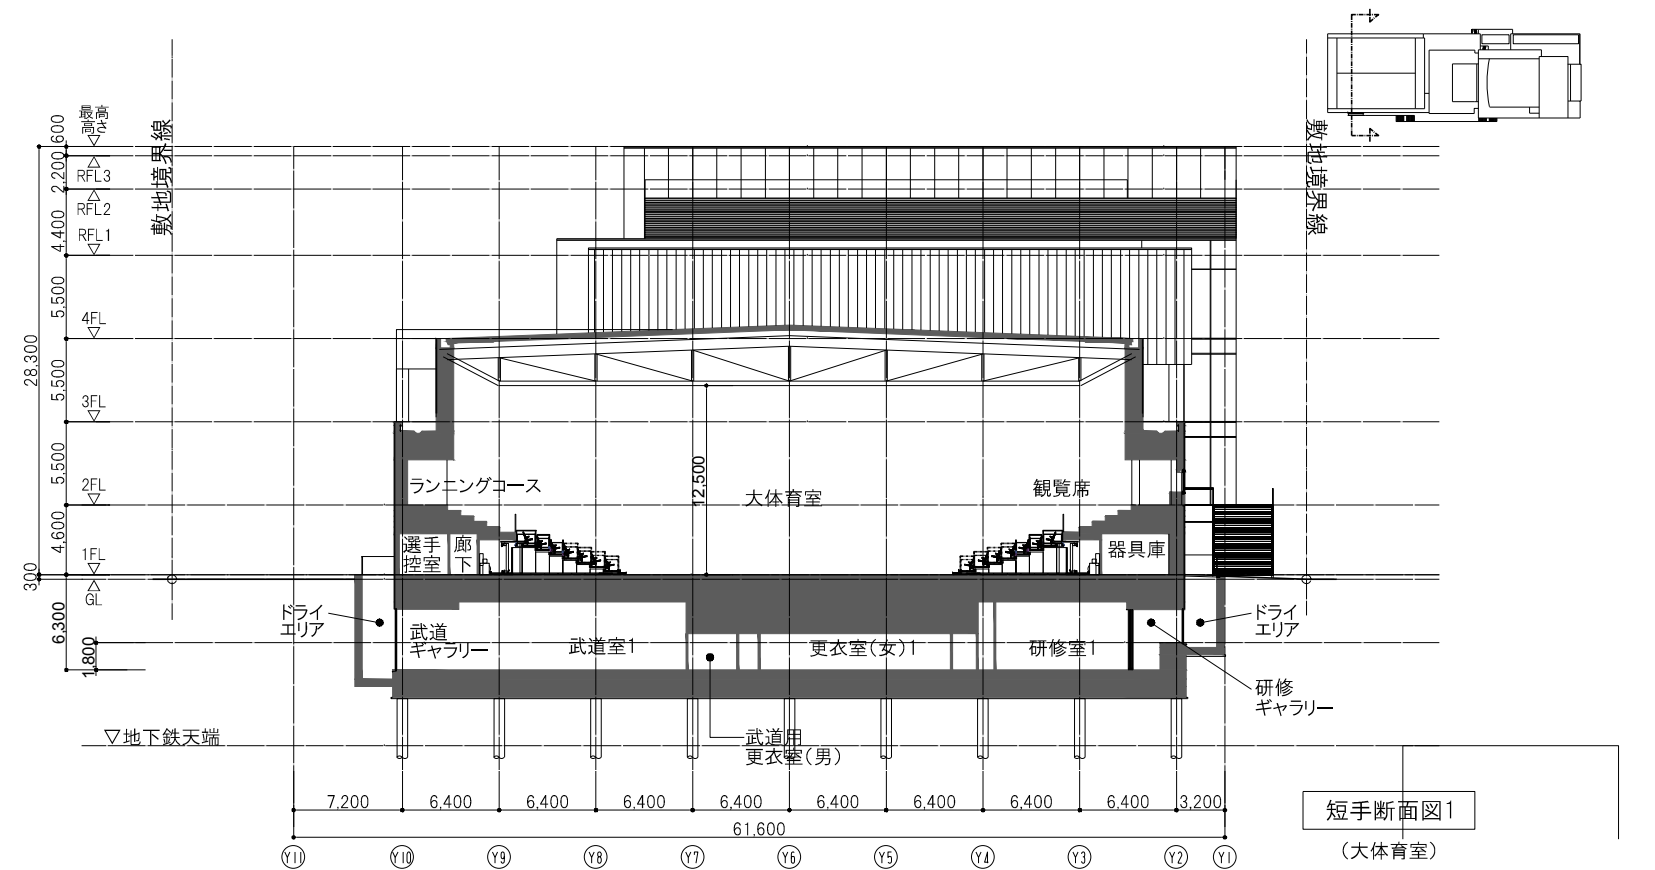 最高
高さ
600
2,200
RFL3
RFL2
4,400
RFL1
5,500
4FL
28,300
5,500
3FL
5,500
2FL
4,600
1FL
300
GL
6,300
1,800
敷地境界線
敷地境界線
ランニングコース
12,500
大体育室
観覧席
選手
控室
廊
下
器具庫
ドライ
エリア
武道
ギャラリー
武道室1
更衣室(女)1
研修室1
ドライ
エリア
研修
ギャラリー
▽地下鉄天端
武道用
更衣室(男)
7,200
6,400
6,400
6,400
6,400
6,400
6,400
6,400
6,400
3,200
61,600
Y11
Y10
Y9
Y8
Y7
Y6
Y5
Y4
Y3
Y2
Y1
短手断面図1
(大体育室)